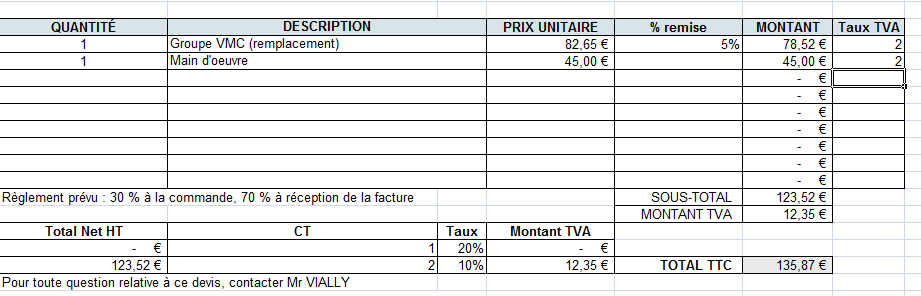 QUANTITÉ DESCRIPTION PRIX UNITAIRE % remise MONTANT Taux TVA
1 Groupe VMC (remplacement) 82,65 € 5% 78,52 € 2
1 Main d'oeuvre 45,00 € 45,00 € 2
- €
- €
- €
- €
- €
- €
- €
Règlement prévu : 30 % à la commande, 70 % à réception de la facture SOUS-TOTAL 123,52 €
MONTANT TVA 12,35 €
Total Net HT CT Taux Montant TVA
- € 1 20% - €
123,52 € 2 10% 12,35 € TOTAL TTC 135,87 €
Pour toute question relative à ce devis, contacter Mr VIALLY